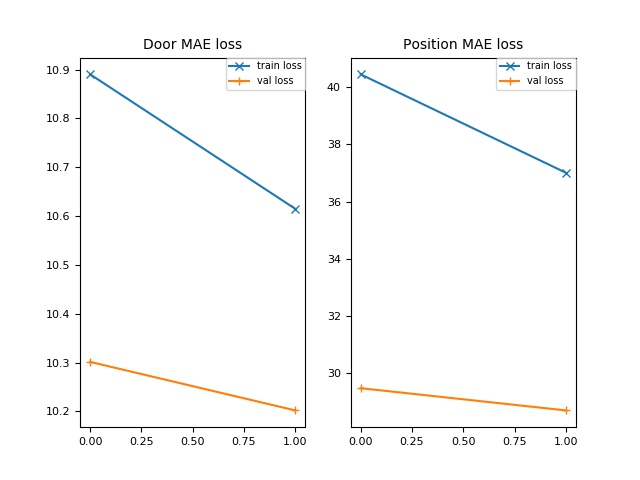 Door MAE loss
train loss
val loss
10.9
10.8
10.7
10.6
10.5
10.4
10.3
10.2
0.00 0.25 0.50 0.75 1.00
Position MAE loss
train loss
val loss
40
38
36
34
32
30
0.00 0.25 0.50 0.75 1.00